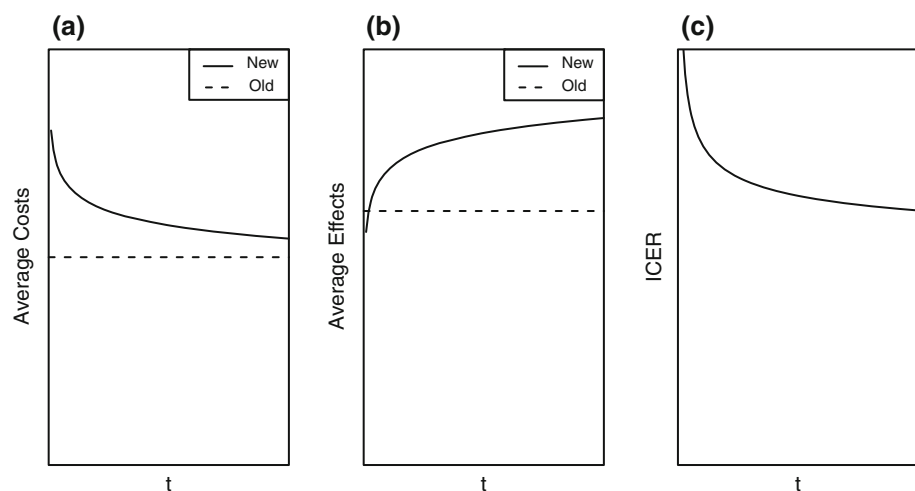 (a)
New
Old
Average Costs
t
(b)
New
Old
Average Effects
t
(c)
ICER
t